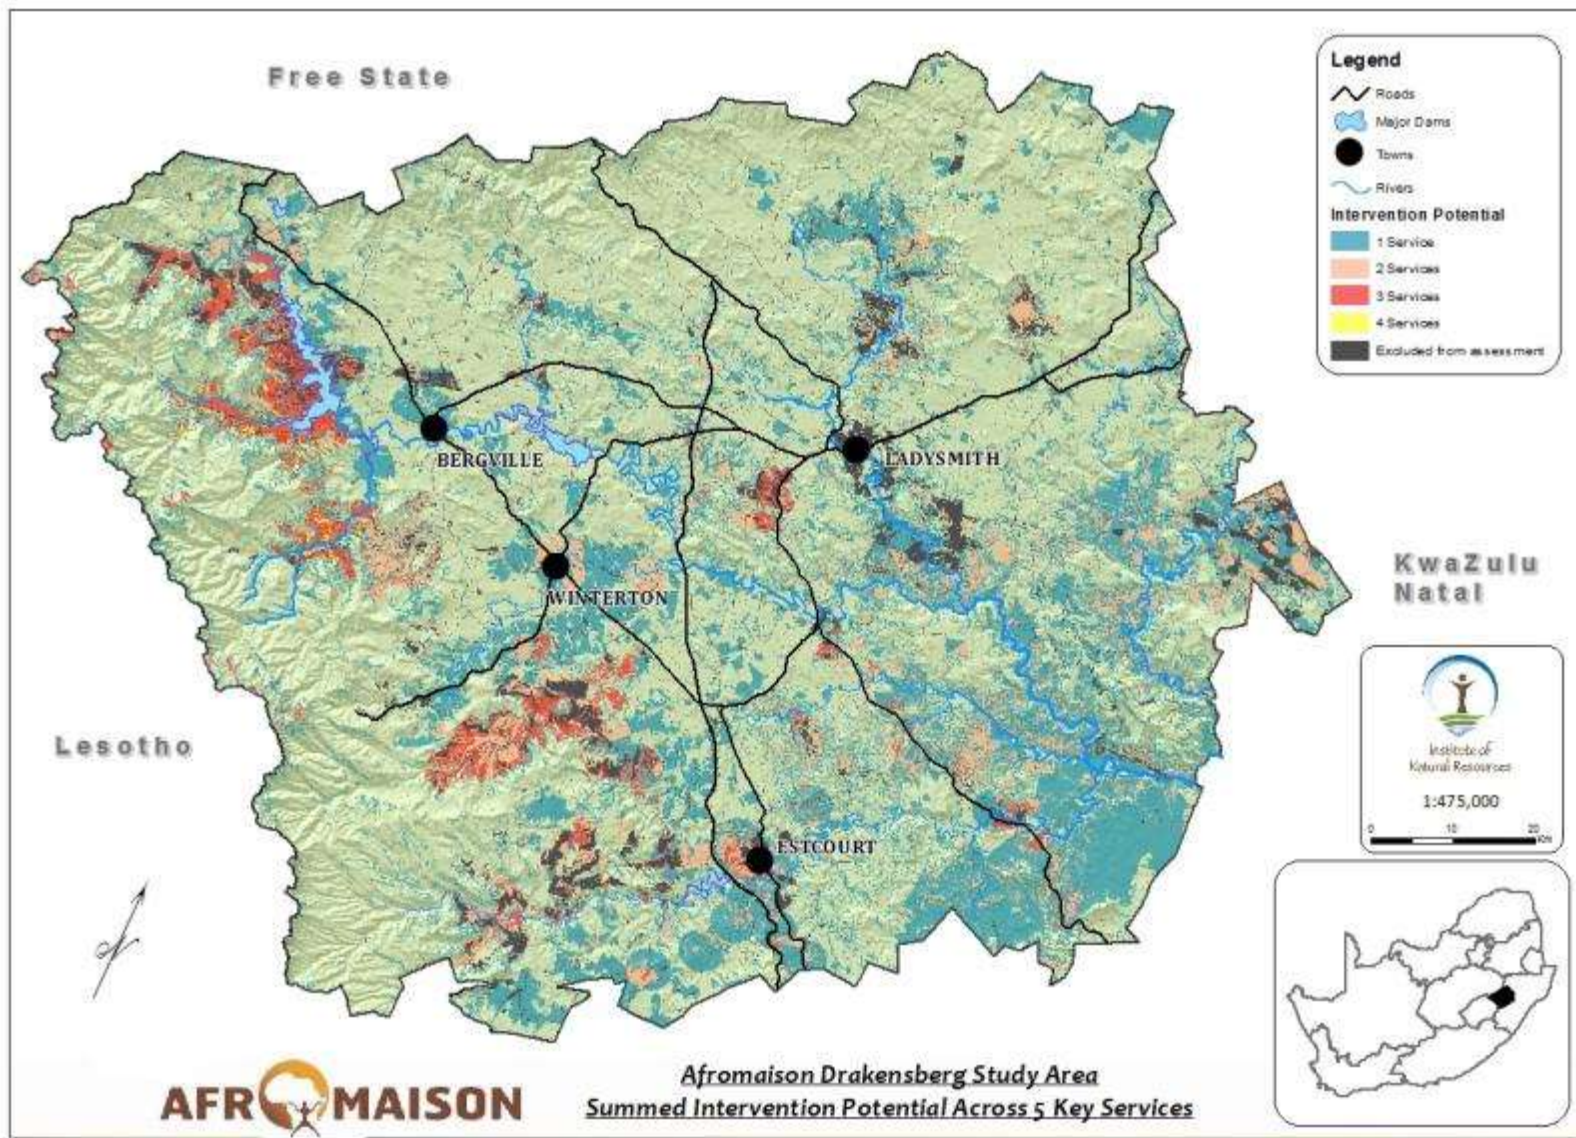 Free State
Legend
Roads
Major Dams
Towns
Rivers
Intervention Potential
1 Service
2 Services
3 Services
4 Services
Excluded from assessment
BERGVILLE
LADYSMITH
WINTERTON
KwaZulu
Natal
Lesotho
Institute of
Natural Resources
1:475,000
0 10 20
Km
ESTCOURT
AFROMAISON
Afromaison Drakensberg Study Area
Summed Intervention Potential Across 5 Key Services